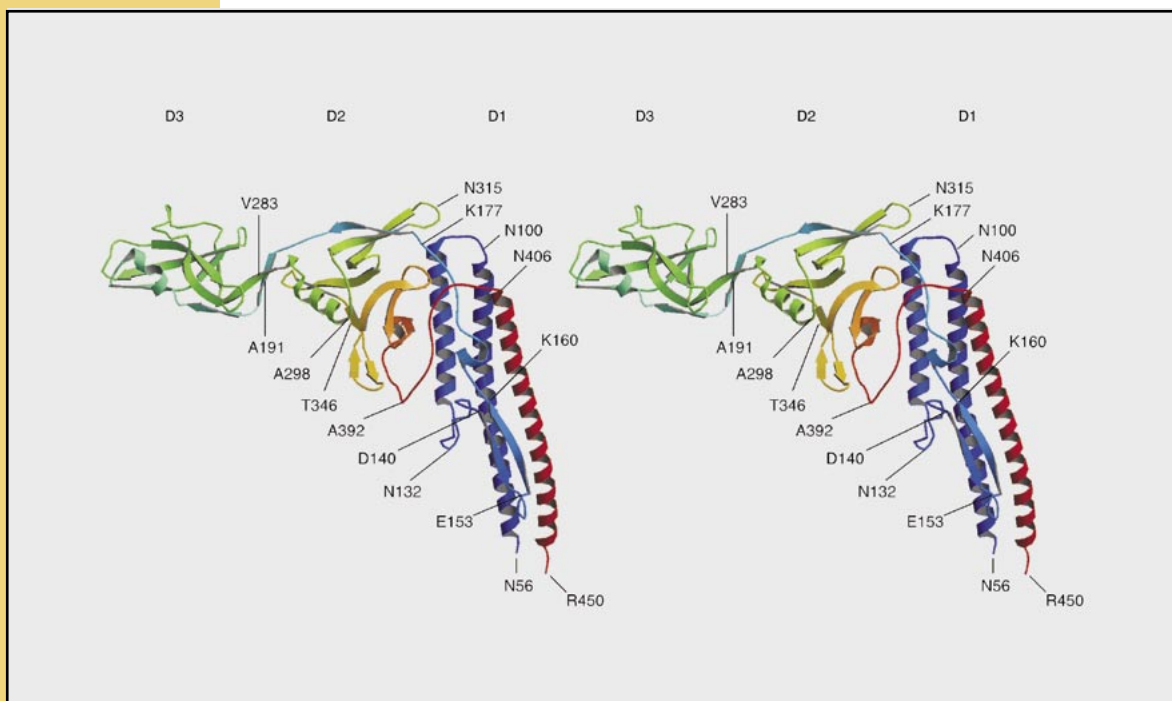 D3 D2 D1 D3 D2 D1
N315 N315
V283 K177 V283 K177
N100 N100
N406 N406
A191 K160 A191 K160
A298 A298
T346 T346
A392 A392
D140 D140
N132 N132
E153 E153
N56 N56
R450 R450